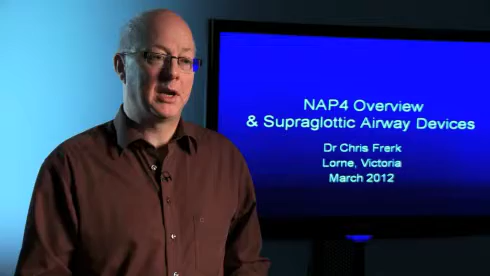 NAP4 Overview
& Supraglottic Airway Devices
Dr Chris Frerk
Lorne, Victoria
March 2012